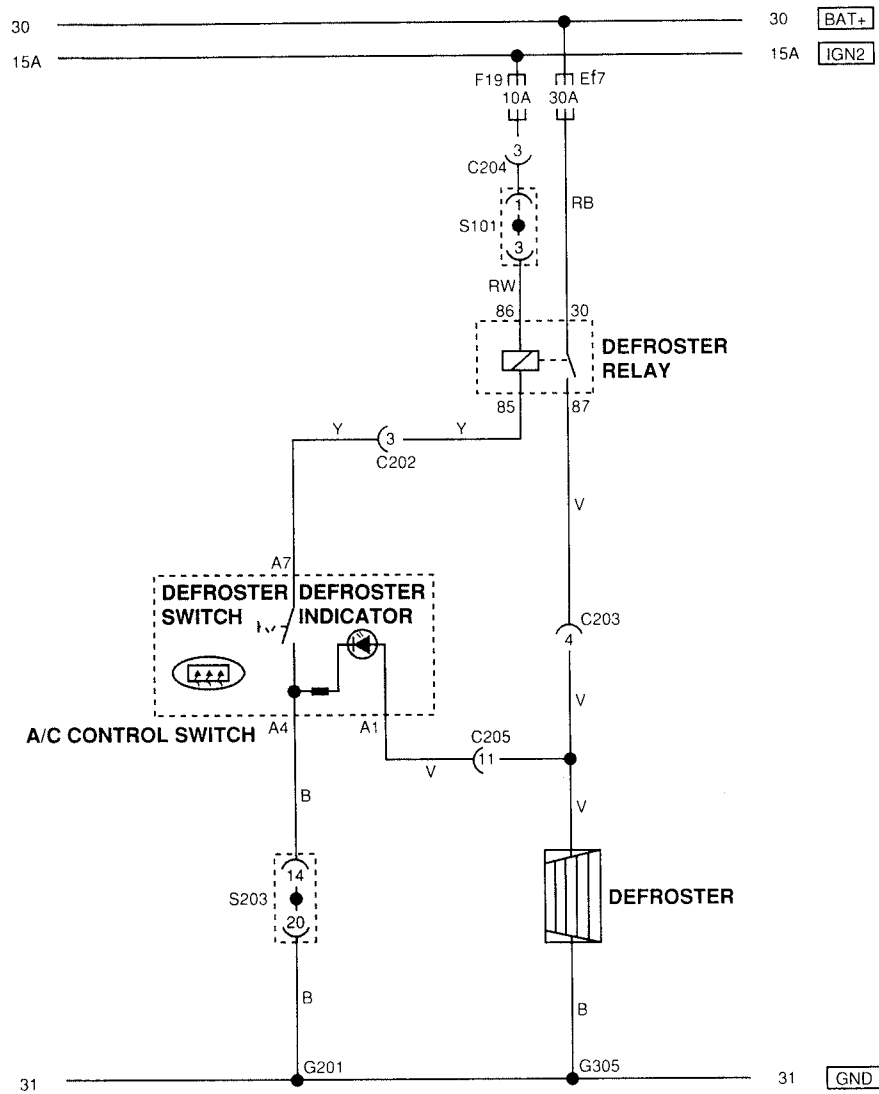 30
30 BAT+
15A
15A IGN2
F19
Ef7
10A
30A
3
C204
1
RB
S101
3
RW
86
30
DEFROSTER
RELAY
85
87
Y
3
Y
C202
V
A7
DEFROSTER
SWITCH
DEFROSTER
INDICATOR
C203
4
V
A/C CONTROL SWITCH
A4
A1
C205
11
V
B
V
14
S203
20
DEFROSTER
B
B
G201
G305
31
31 GND